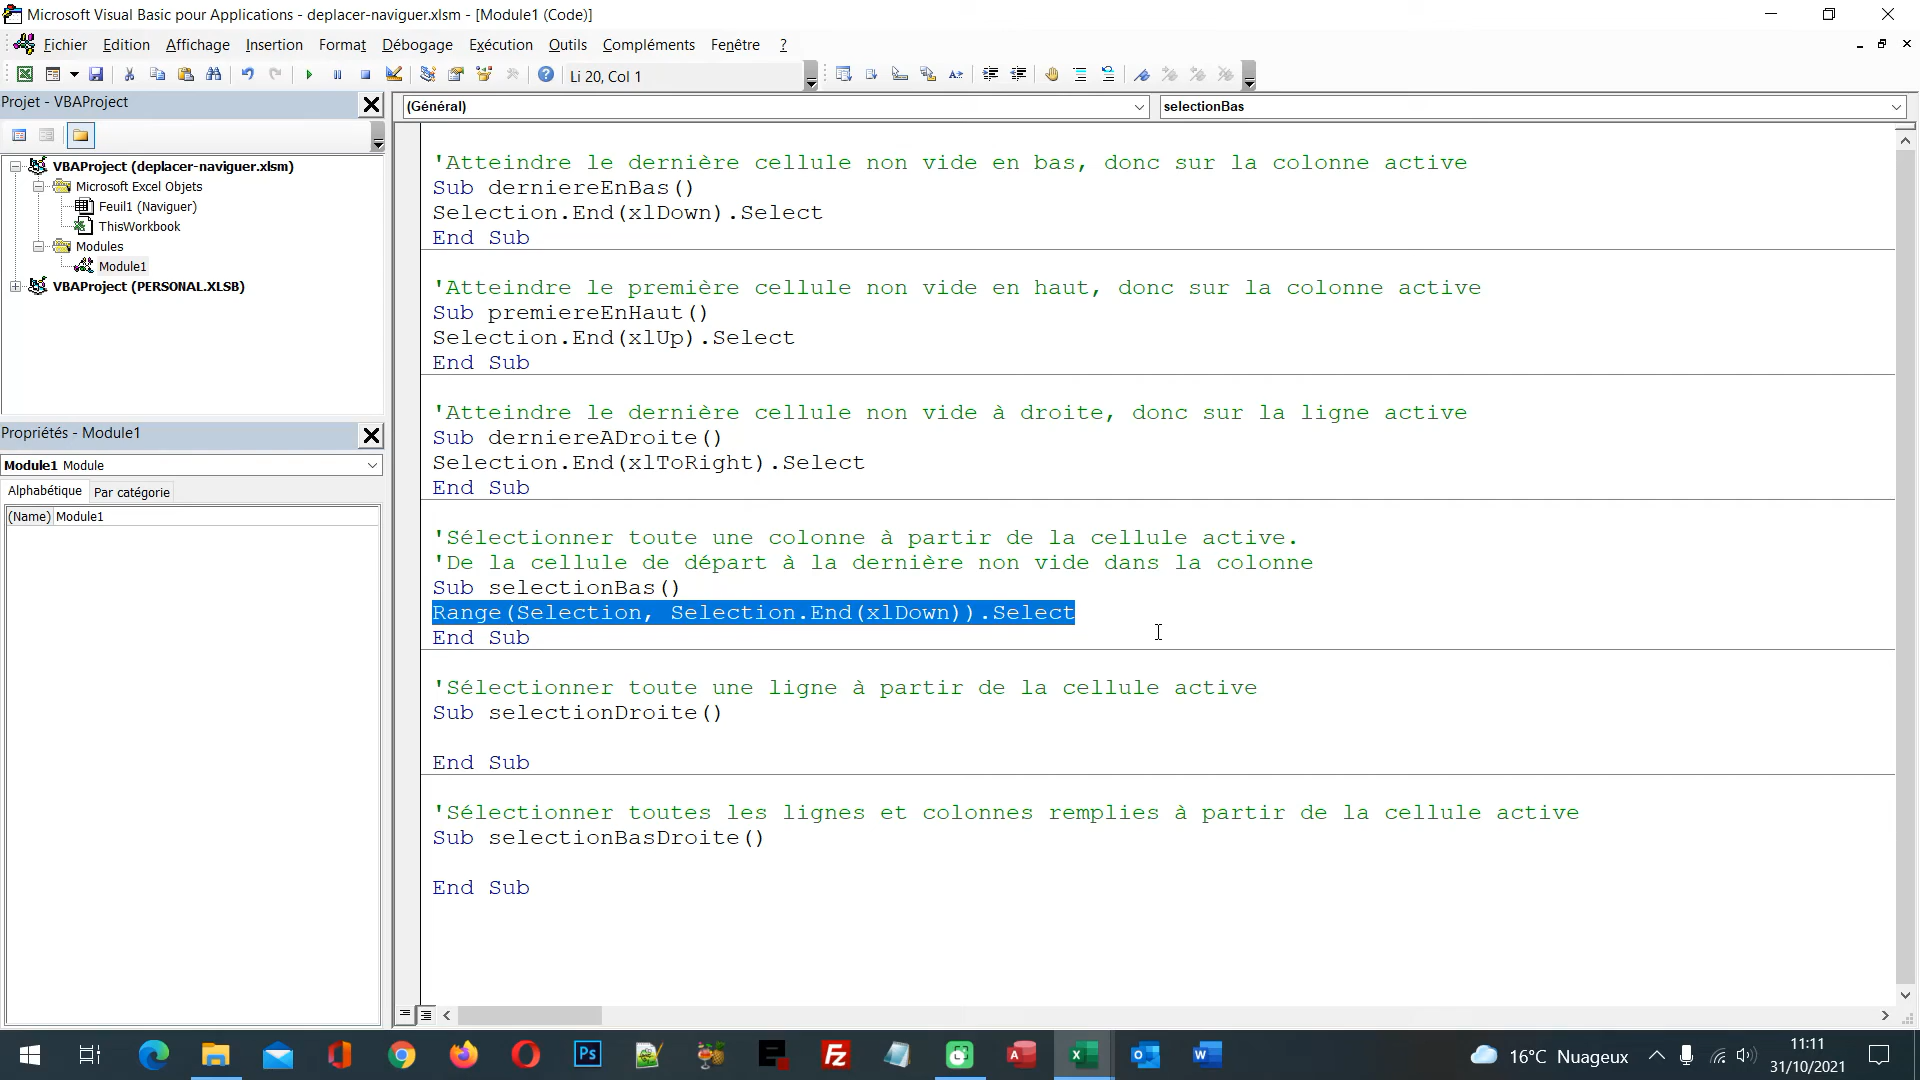 Microsoft Visual Basic pour Applications - deplacer-naviguer.xlsm - [Module1 (Code)]
Fichier Edition Affichage Insertion Format Débogage Exécution Outils Compléments Fenêtre ?
Li 20, Col 1
Projet - VBAProject
(Général)
selectionBas
VBAProject (deplacer-naviguer.xlsm)
Microsoft Excel Objets
Feuil1 (Naviguer)
ThisWorkbook
Modules
Module1
VBAProject (PERSONAL.XLSB)
Propriétés - Module1
Module1 Module
Alphabétique Par catégorie
(Name) Module1
'Atteindre le dernière cellule non vide en bas, donc sur la colonne active
Sub derniereEnBas()
Selection.End(xlDown).Select
End Sub
'Atteindre le première cellule non vide en haut, donc sur la colonne active
Sub premiereEnHaut()
Selection.End(xlUp).Select
End Sub
'Atteindre le dernière cellule non vide à droite, donc sur la ligne active
Sub derniereADroite()
Selection.End(xlToRight).Select
End Sub
'Sélectionner toute une colonne à partir de la cellule active.
'De la cellule de départ à la dernière non vide dans la colonne
Sub selectionBas()
Range(Selection, Selection.End(xlDown)).Select
End Sub
'Sélectionner toute une ligne à partir de la cellule active
Sub selectionDroite()
End Sub
'Sélectionner toutes les lignes et colonnes remplies à partir de la cellule active
Sub selectionBasDroite()
End Sub
16°C Nuageux
11:11
31/10/2021